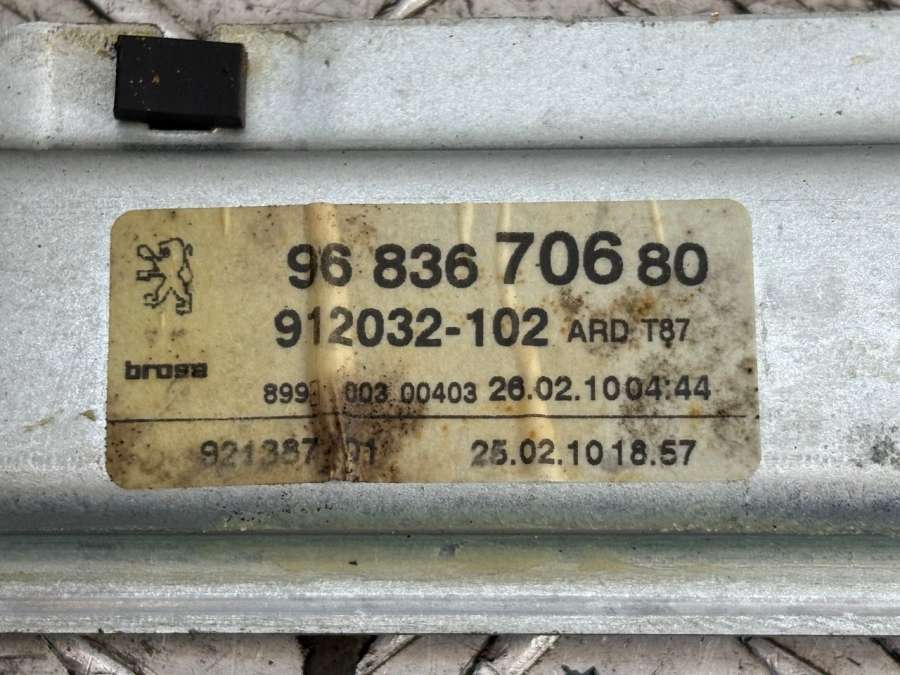 96 836 706 80
912032-102 ARD T87
brose
003 00403 26.02.10 04:44
25.02.10 18:57